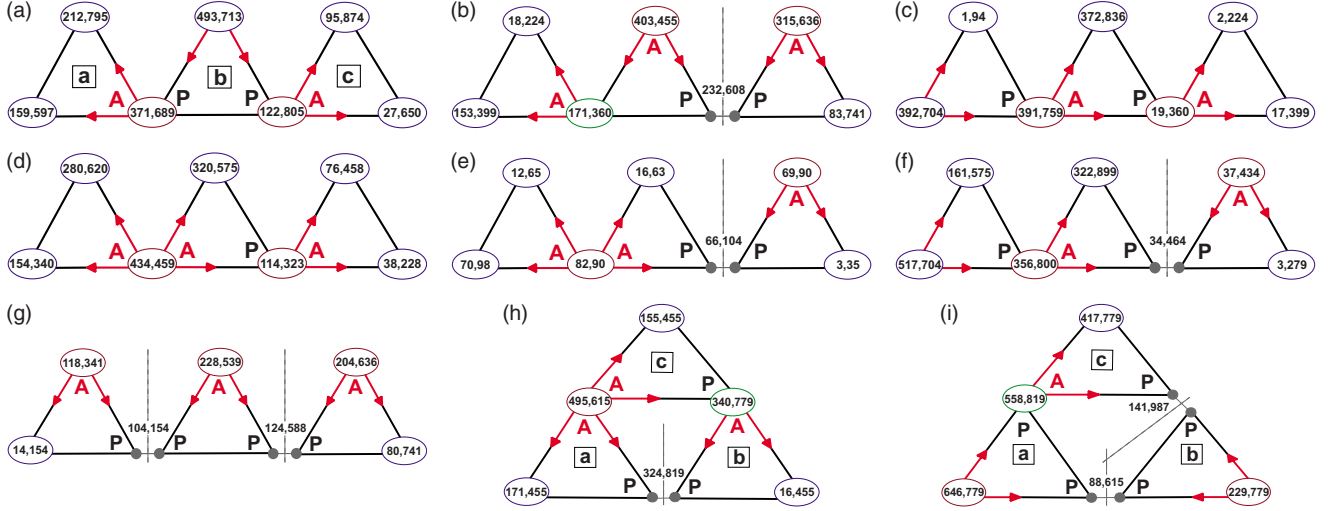 (a)
212,795
493,713
95,874
a
b
c
A
P
P
A
159,597
371,689
122,805
27,650
(b)
18,224
403,455
315,636
A
A
A
P
232,608
P
153,399
171,360
83,741
(c)
1,94
372,836
2,224
P
A
P
A
392,704
391,759
19,360
17,399
(d)
280,620
320,575
76,458
A
A
P
A
154,340
434,459
114,323
38,228
(e)
12,65
16,63
69,90
A
A
A
P
66,104
P
70,98
82,90
3,35
(f)
161,575
322,899
37,434
A
P
A
P
34,464
P
517,704
356,800
3,279
(g)
118,341
228,539
204,636
A
A
A
104,154
124,588
P
P
P
P
14,154
80,741
(h)
155,455
c
A
P
495,615
340,779
A
A
a
b
324,819
P
P
171,455
16,455
(i)
417,779
c
A
P
558,819
141,987
P
P
a
b
88,615
P
P
646,779
229,779